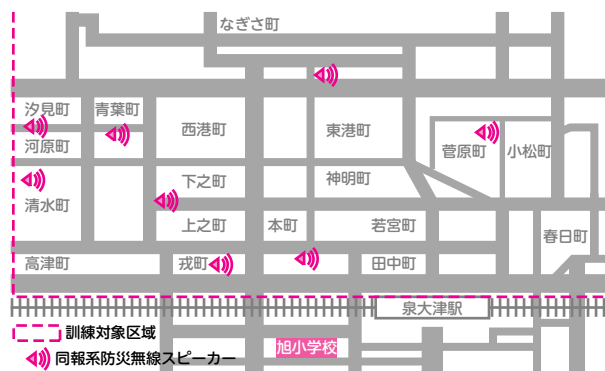 なぎさ町
汐見町
青葉町
西港町
東港町
河原町
菅原町
小松町
下之町
神明町
清水町
上之町
本町
若宮町
春日町
高津町
戎町
田中町
泉大津駅
訓練対象区域
旭小学校
同報系防災無線スピーカー